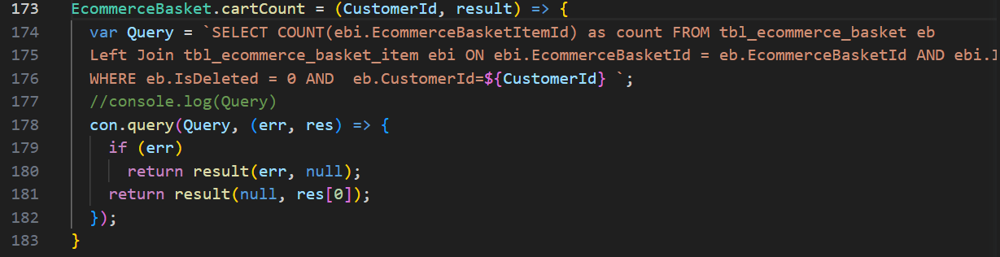 173 EcommerceBasket.cartCount = (CustomerId, result) => {
174 var Query = `SELECT COUNT(ebi.EcommerceBasketItemId) as count FROM tbl_ecommerce_basket eb
175 Left Join tbl_ecommerce_basket_item ebi ON ebi.EcommerceBasketId = eb.EcommerceBasketId AND ebi.
176 WHERE eb.IsDeleted = 0 AND  eb.CustomerId=${CustomerId} `;
177 //console.log(Query)
178 con.query(Query, (err, res) => {
179 if (err)
180 return result(err, null);
181 return result(null, res[0]);
182 });
183 }